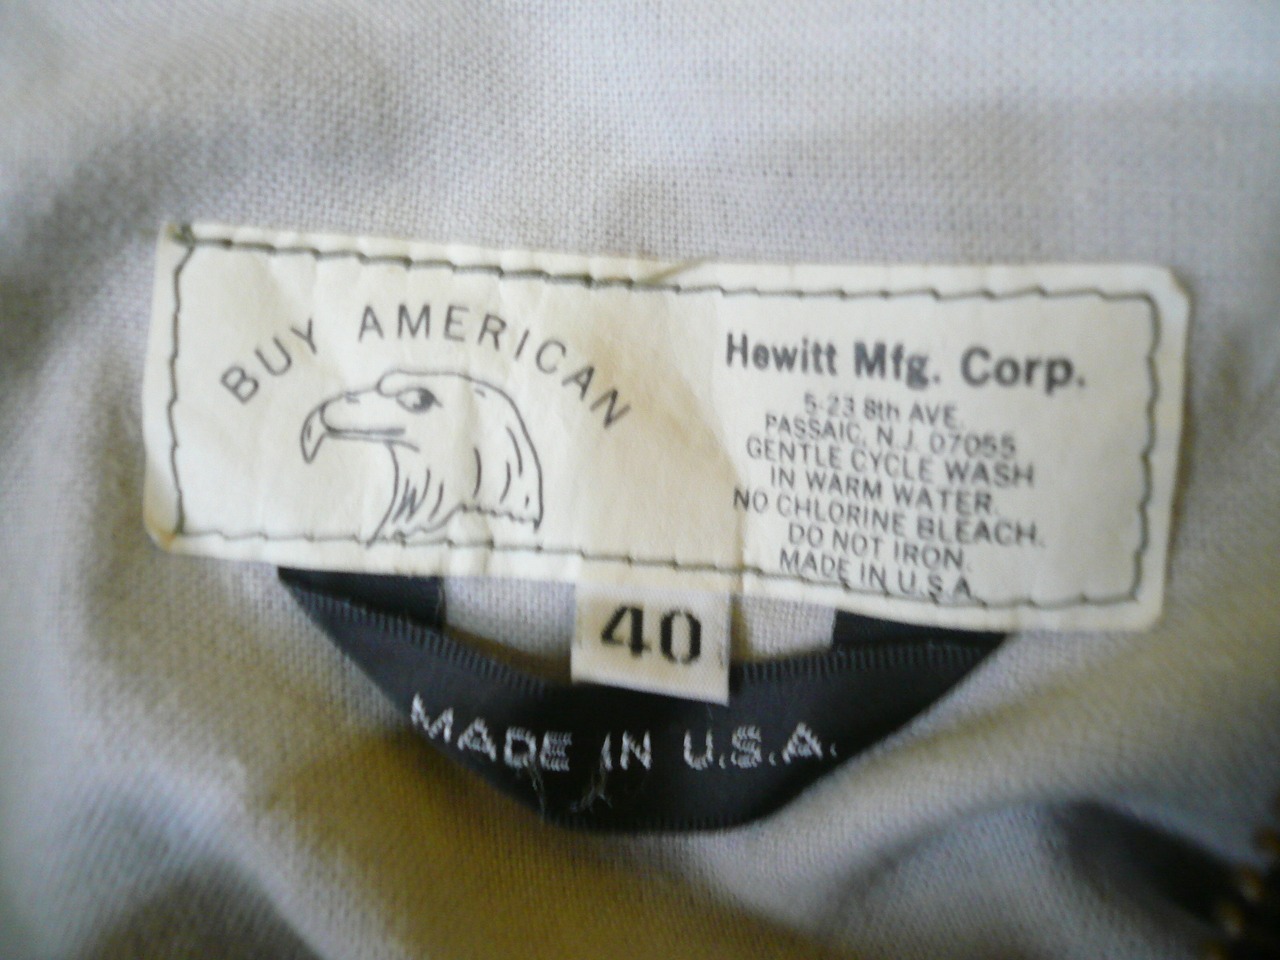 BUY AMERICAN
Hewitt Mfg. Corp.
5-23 8th AVE.
PASSAIC, N.J. 07055
GENTLE CYCLE WASH
IN WARM WATER.
NO CHLORINE BLEACH.
DO NOT IRON.
MADE IN U.S.A.
40
MADE IN U.S.A.